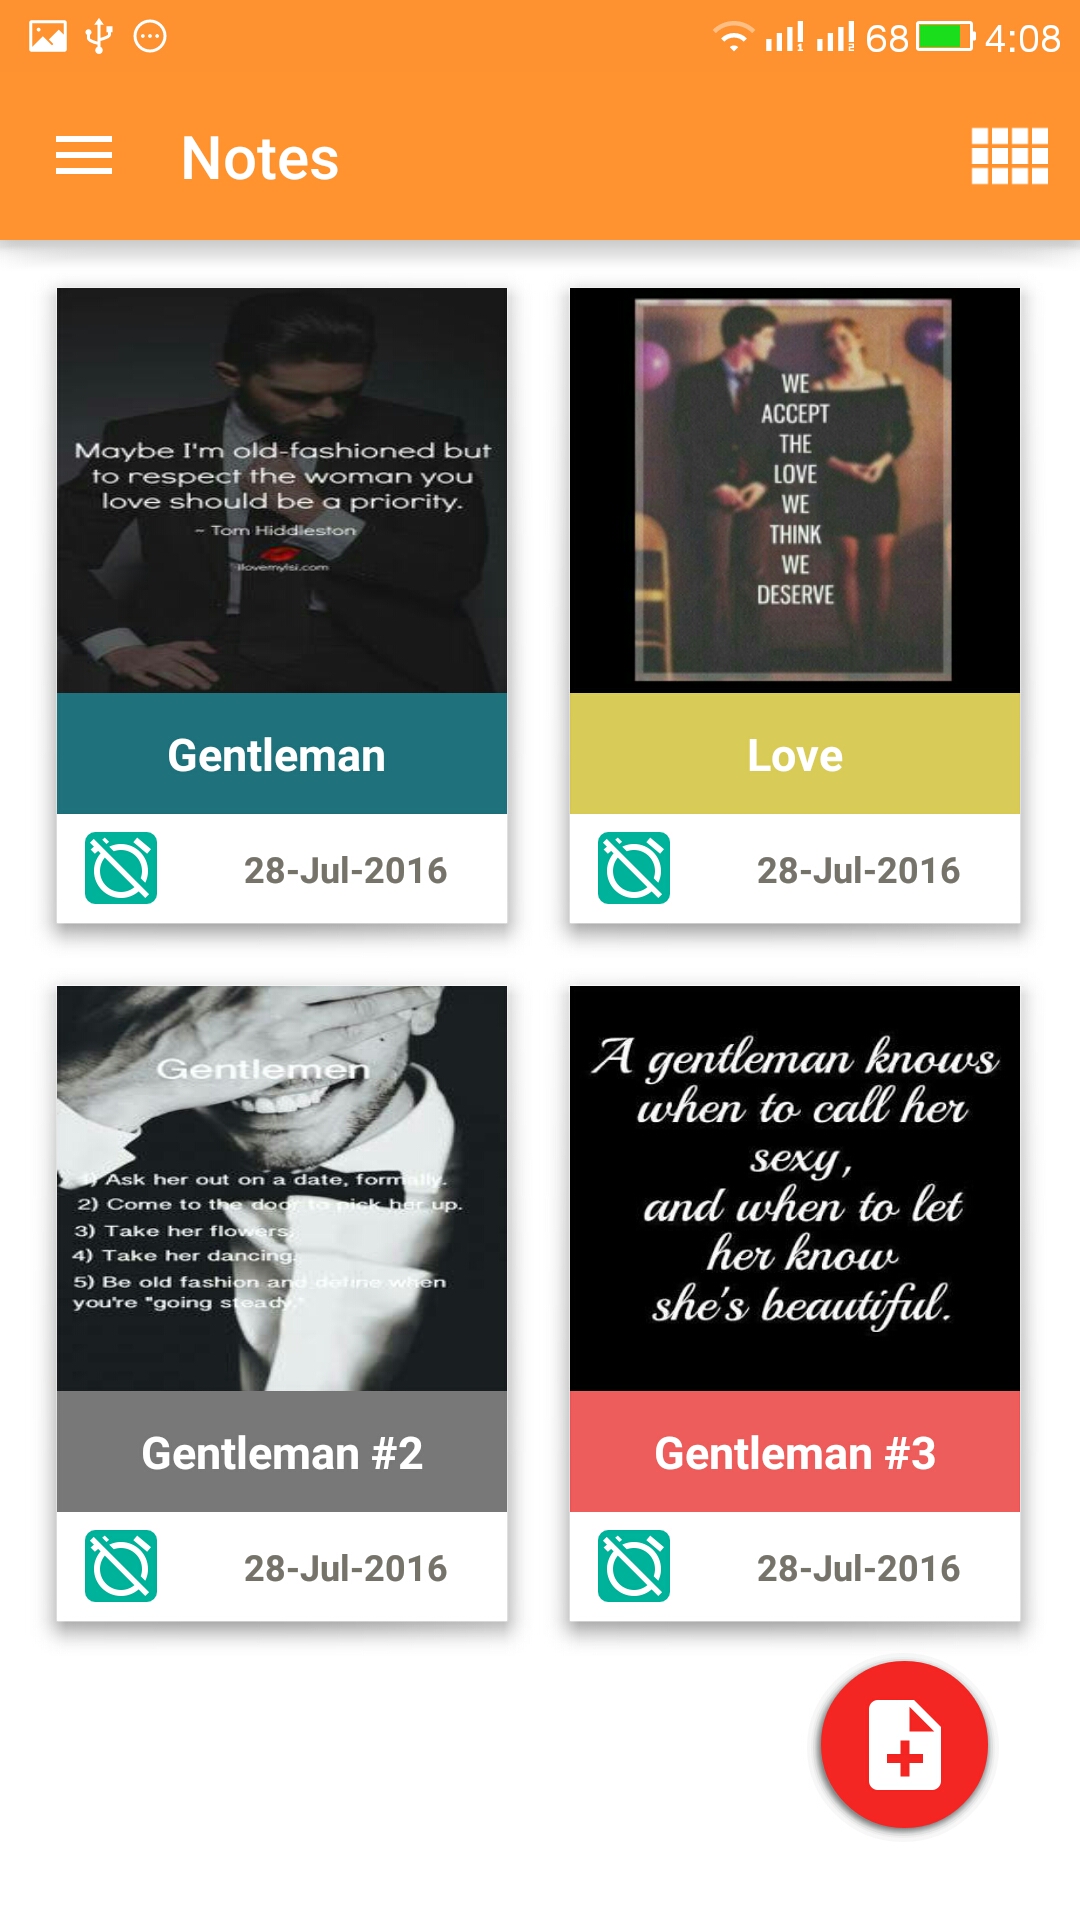 68 4:08
Notes
Maybe I'm old-fashioned but
to respect the woman you
love should be a priority.
~ Tom Hiddleston
ilovemylsi.com
Gentleman
28-Jul-2016
WE
ACCEPT
THE
LOVE
WE
THINK
WE
DESERVE
Love
28-Jul-2016
Gentlemen
1) Ask her out on a date, formally.
2) Come to the door to pick her up.
3) Take her flowers.
4) Take her dancing.
5) Be old fashion and define when
you're "going steady."
Gentleman #2
28-Jul-2016
A gentleman knows
when to call her
sexy,
and when to let
her know
she's beautiful.
Gentleman #3
28-Jul-2016